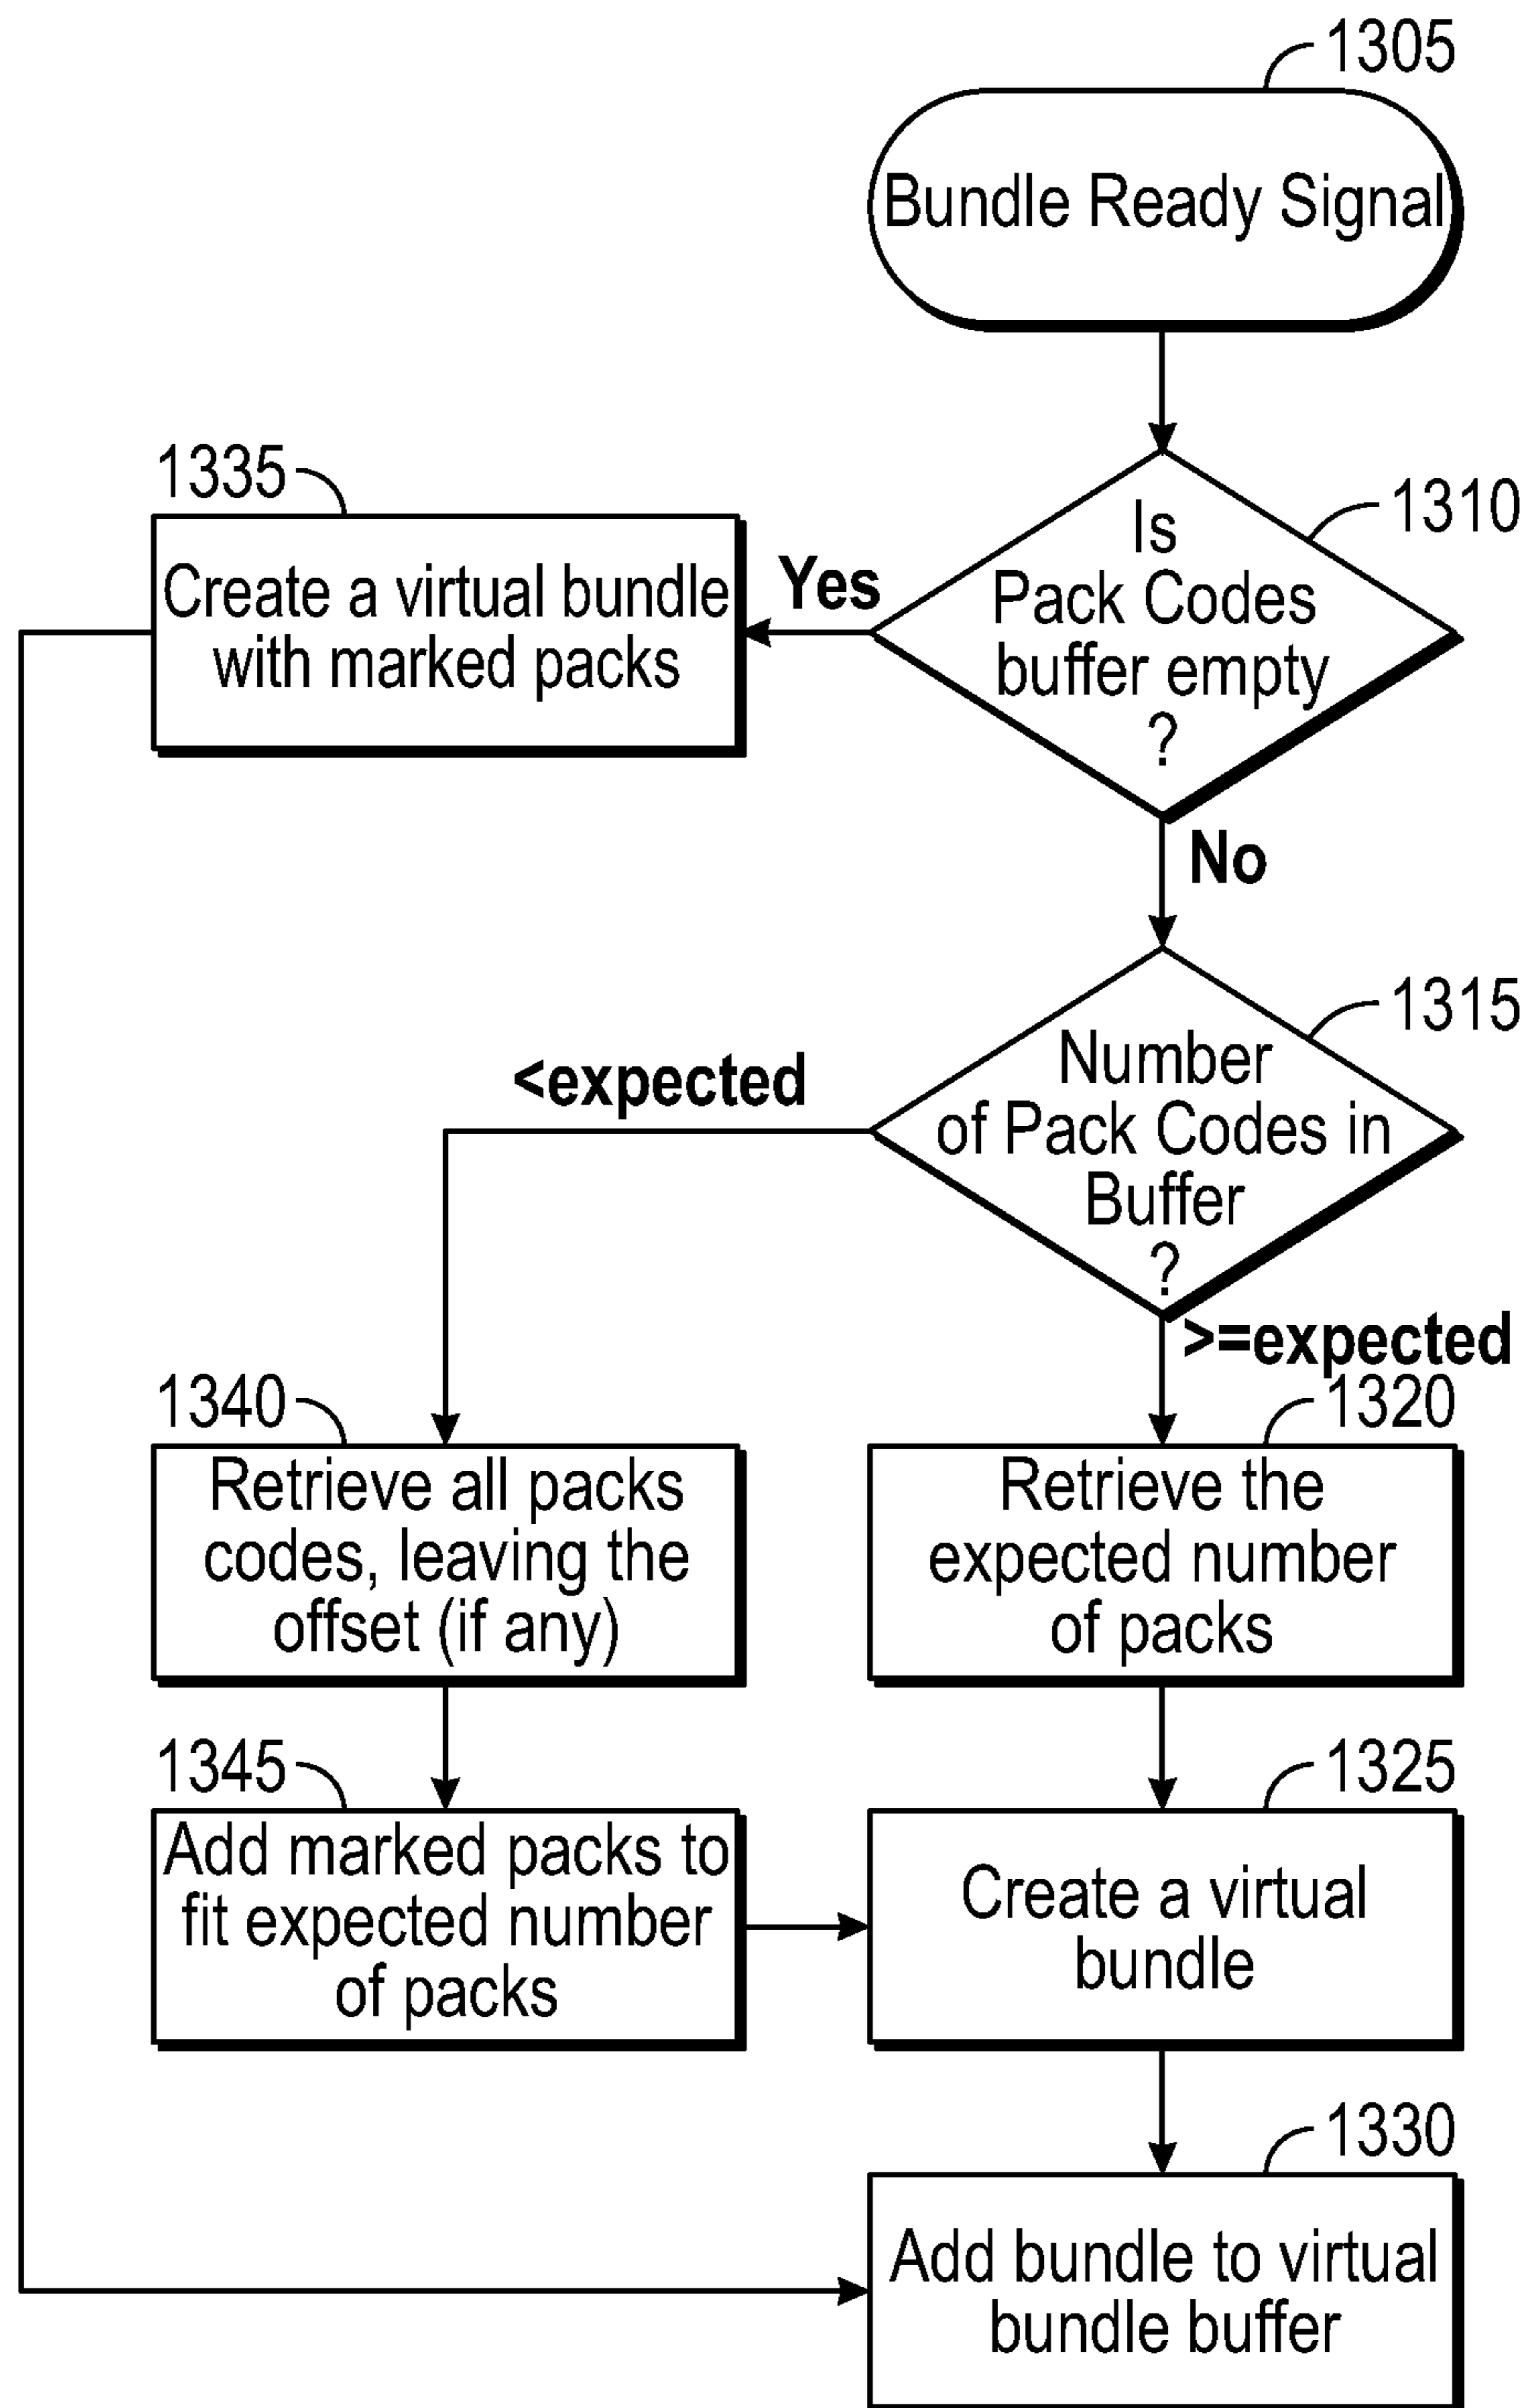 1305
Bundle Ready Signal
1310
Is
Pack Codes
buffer empty
?
Yes
1335
Create a virtual bundle
with marked packs
No
1315
Number
of Pack Codes in
Buffer
?
<expected
>=expected
1340
Retrieve all packs
codes, leaving the
offset (if any)
1320
Retrieve the
expected number
of packs
1345
Add marked packs to
fit expected number
of packs
1325
Create a virtual
bundle
1330
Add bundle to virtual
bundle buffer